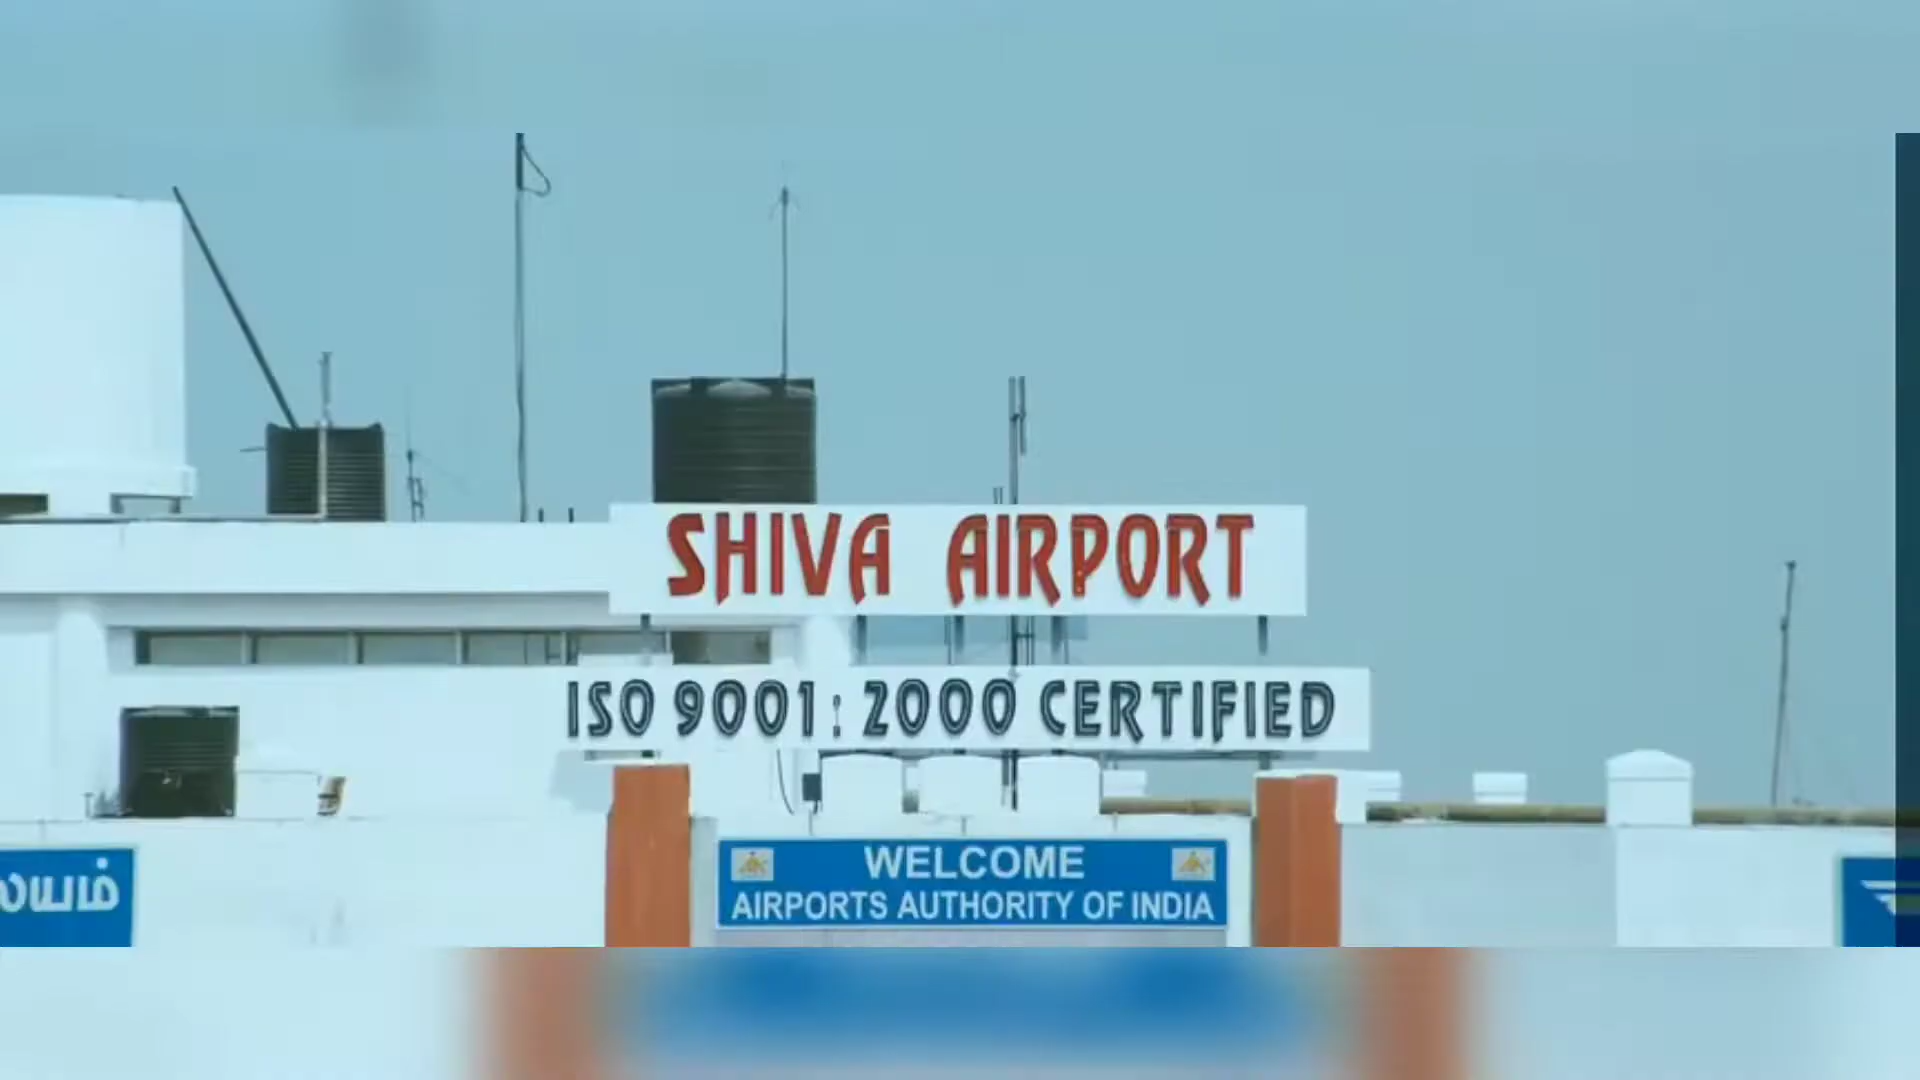 SHIVA AIRPORT
ISO 9001 : 2000 CERTIFIED
WELCOME
AIRPORTS AUTHORITY OF INDIA